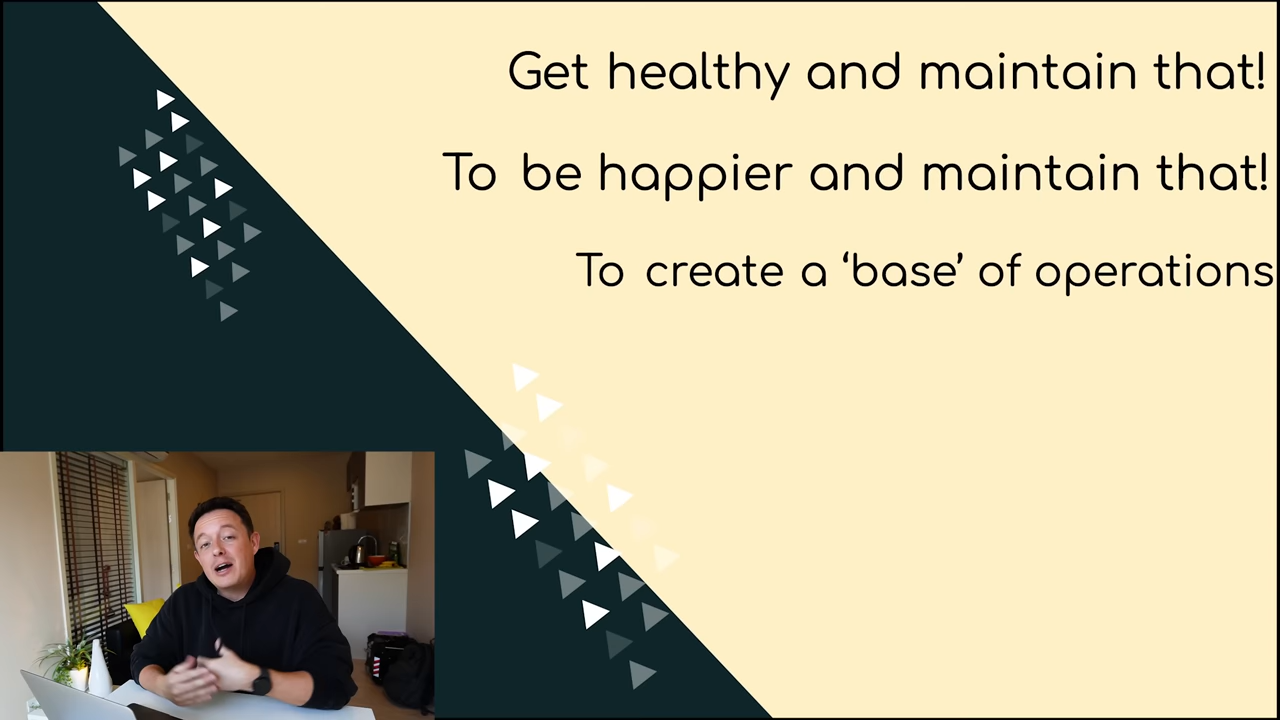 Get healthy and maintain that!
To be happier and maintain that!
To create a ‘base’ of operations